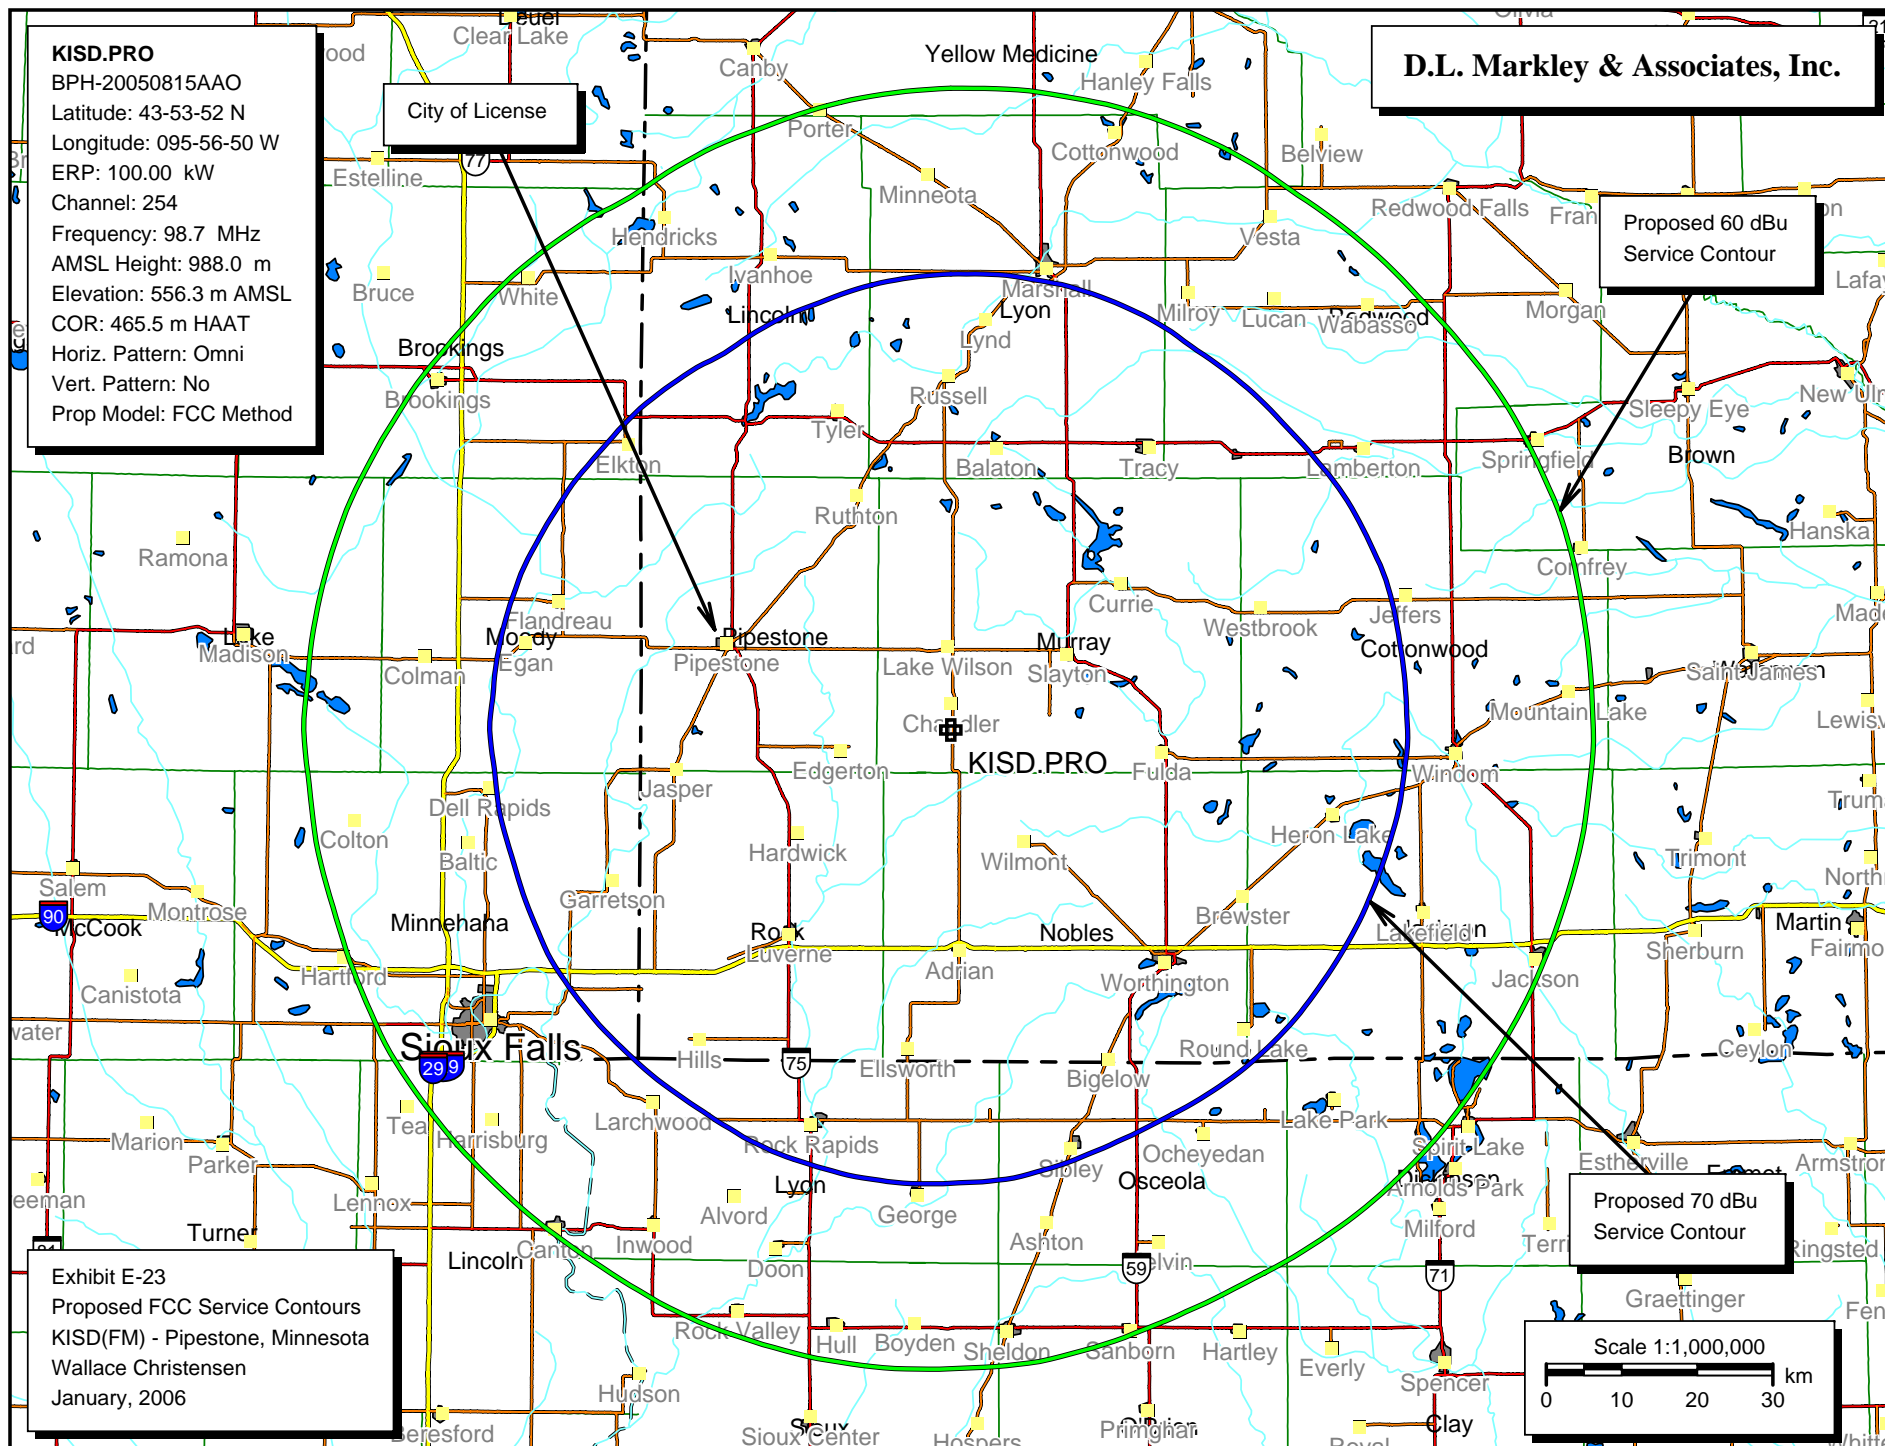 KISD.PRO
BPH-20050815AAO
Latitude: 43-53-52 N
Longitude: 095-56-50 W
ERP: 100.00 kW
Channel: 254
Frequency: 98.7 MHz
AMSL Height: 988.0 m
Elevation: 556.3 m AMSL
COR: 465.5 m HAAT
Horiz. Pattern: Omni
Vert. Pattern: No
Prop Model: FCC Method
City of License
D.L. Markley & Associates, Inc.
Proposed 60 dBu
Service Contour
Clear Lake
Canby
Yellow Medicine
Hanley Falls
Porter
Cottonwood
Belview
77
Estelline
Minneota
Redwood Falls
Hendricks
Vesta
Ivanhoe
Marshall
Bruce
White
Lincoln
Lyon
Milroy
Lucan
Wabasso
Redwood
Morgan
Lynd
Brookings
Brookings
Russell
Sleepy Eye
Tyler
Elkton
Balaton
Tracy
Lamberton
Springfield
Brown
Ruthton
Hanska
Ramona
Comfrey
Currie
Jeffers
Flandreau
Westbrook
Lake
Madison
Moody
Egan
Colman
Pipestone
Pipestone
Lake Wilson
Murray
Slayton
Cottonwood
Saint James
Mountain Lake
Chandler
KISD.PRO
Edgerton
Fulda
Windom
Jasper
Dell Rapids
Colton
Baltic
Hardwick
Wilmont
Heron Lake
Trimont
Salem
Montrose
Garretson
Brewster
90
McCook
Minnehaha
Rock
Luverne
Nobles
Lakefield
Martin
Sherburn
Adrian
Hartford
Canistota
Worthington
Jackson
Sioux Falls
29
Hills
75
Ellsworth
Bigelow
Round Lake
Ceylon
Tea
Harrisburg
Larchwood
Lake Park
Marion
Parker
Rock Rapids
Sibley
Ocheyedan
Spirit Lake
Estherville
Emmet
Dickinson
Arnolds Park
Osceola
Lennox
Lyon
Alvord
George
Milford
Turner
Lincoln
Canton
Inwood
Doon
Ashton
59
71
Graettinger
Rock Valley
Hull
Boyden
Sheldon
Sanborn
Hartley
Everly
Spencer
Hudson
Beresford
Sioux
Sioux Center
Hospers
O'Brian
Primghar
Royal
Clay
Proposed 70 dBu
Service Contour
Exhibit E-23
Proposed FCC Service Contours
KISD(FM) - Pipestone, Minnesota
Wallace Christensen
January, 2006
Scale 1:1,000,000
0 10 20 30 km